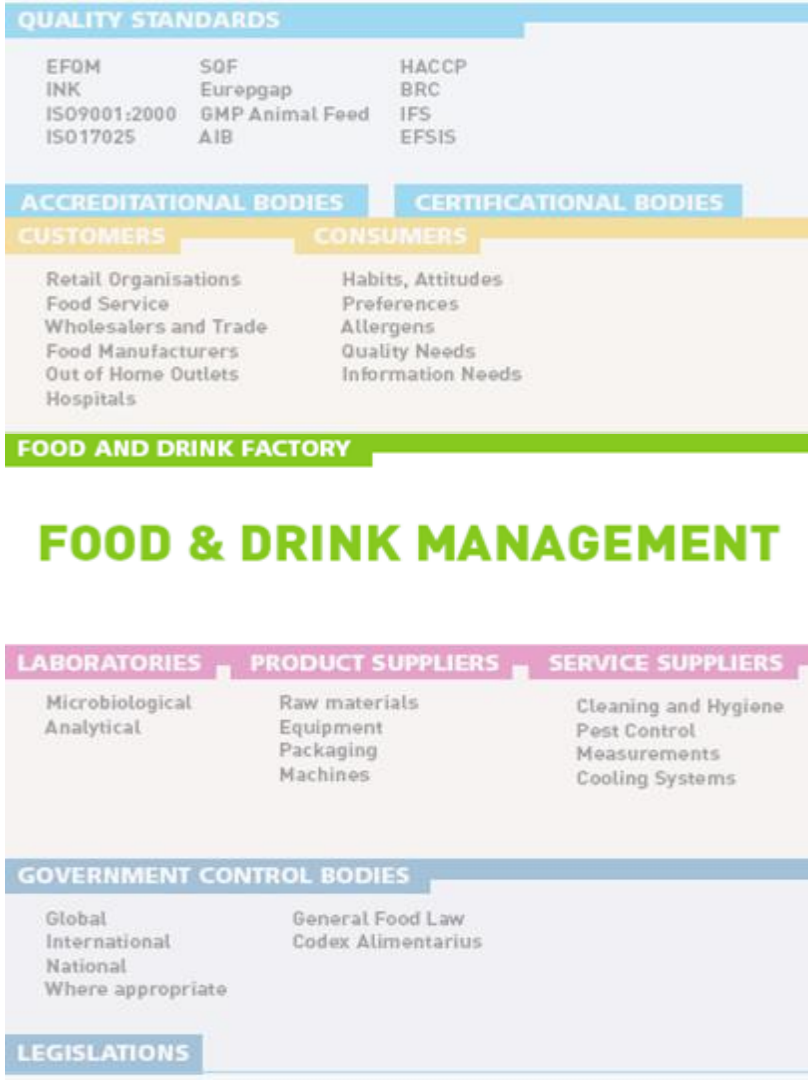 QUALITY STANDARDS
EFQM SQF HACCP
INK Eurepgap BRC
ISO9001:2000 GMP Animal Feed IFS
ISO17025 AIB EFSIS
ACCREDITATIONAL BODIES CERTIFICATIONAL BODIES
CUSTOMERS CONSUMERS
Retail Organisations Habits, Attitudes
Food Service Preferences
Wholesalers and Trade Allergens
Food Manufacturers Quality Needs
Out of Home Outlets Information Needs
Hospitals
FOOD AND DRINK FACTORY
FOOD & DRINK MANAGEMENT
LABORATORIES PRODUCT SUPPLIERS SERVICE SUPPLIERS
Microbiological Raw materials Cleaning and Hygiene
Analytical Equipment Pest Control
Packaging Measurements
Machines Cooling Systems
GOVERNMENT CONTROL BODIES
Global General Food Law
International Codex Alimentarius
National
Where appropriate
LEGISLATIONS